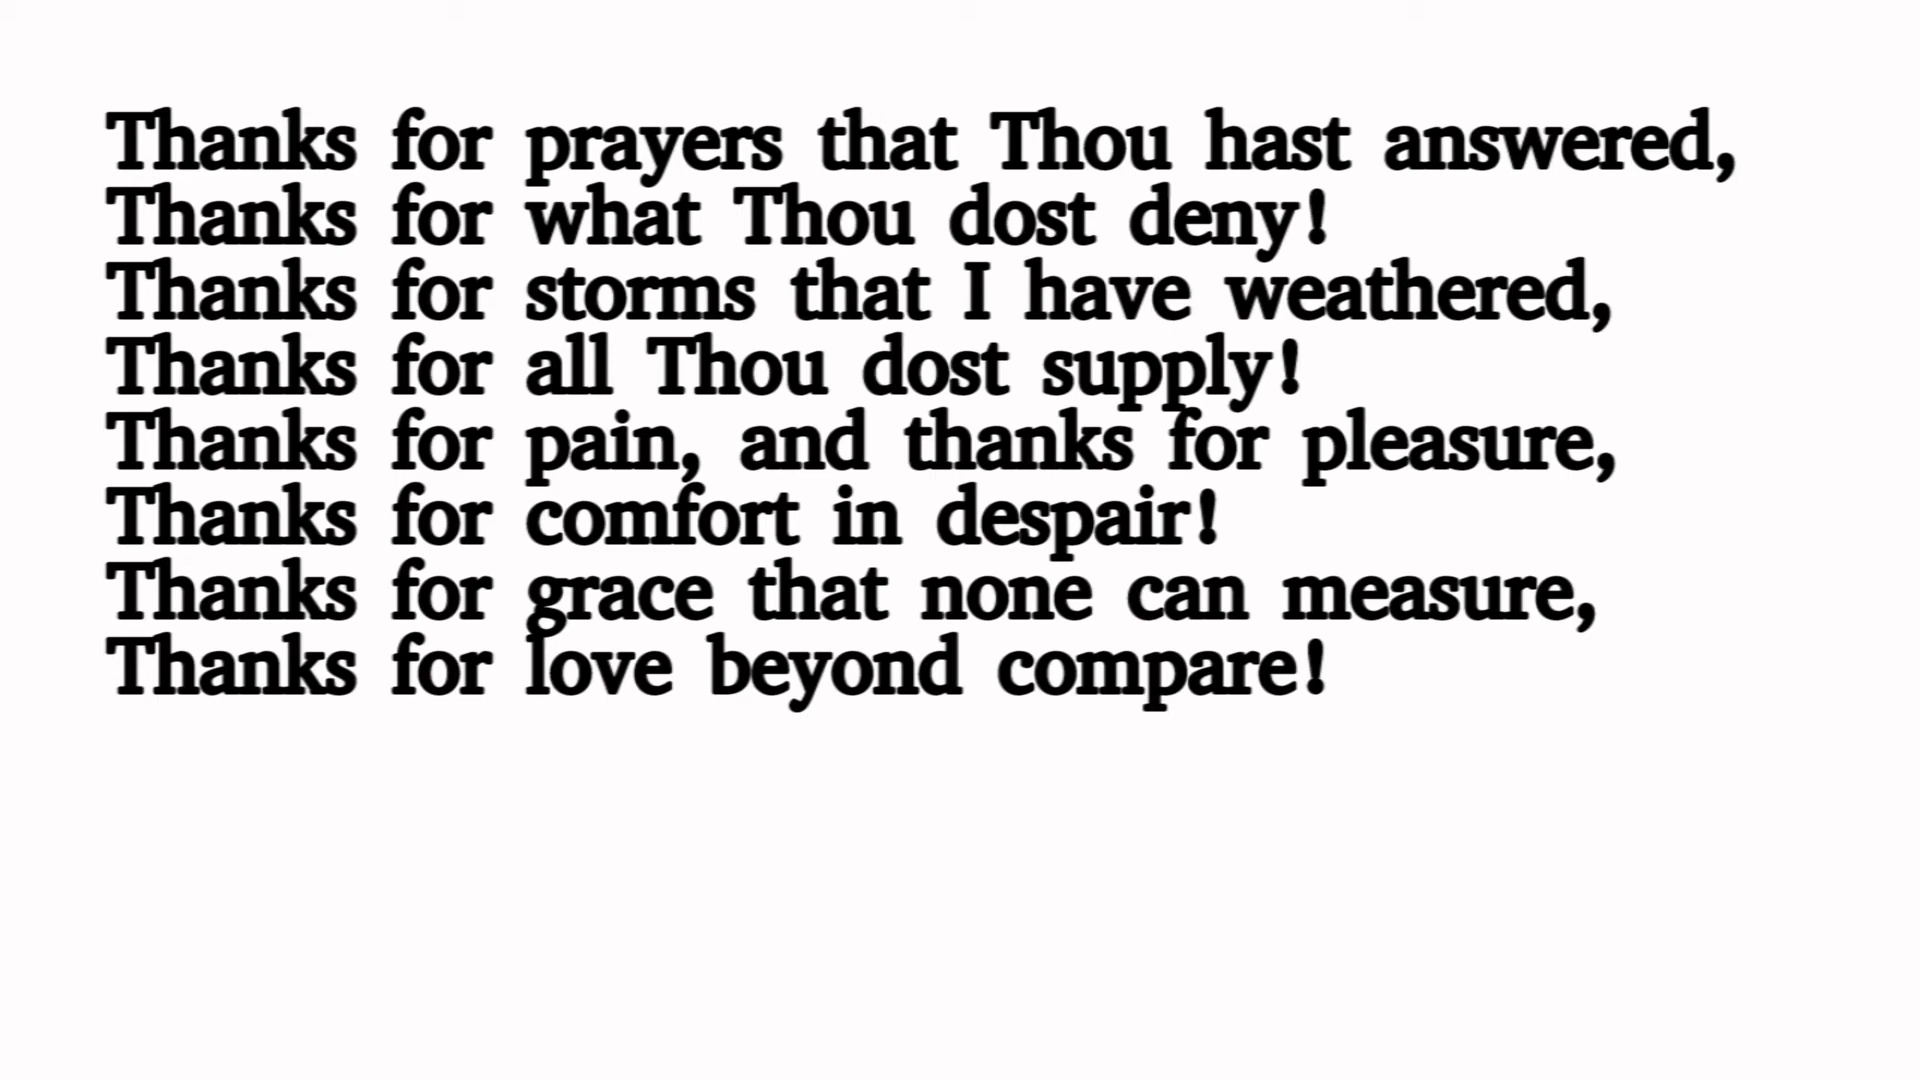 Thanks for prayers that Thou hast answered,
Thanks for what Thou dost deny!
Thanks for storms that I have weathered,
Thanks for all Thou dost supply!
Thanks for pain, and thanks for pleasure,
Thanks for comfort in despair!
Thanks for grace that none can measure,
Thanks for love beyond compare!